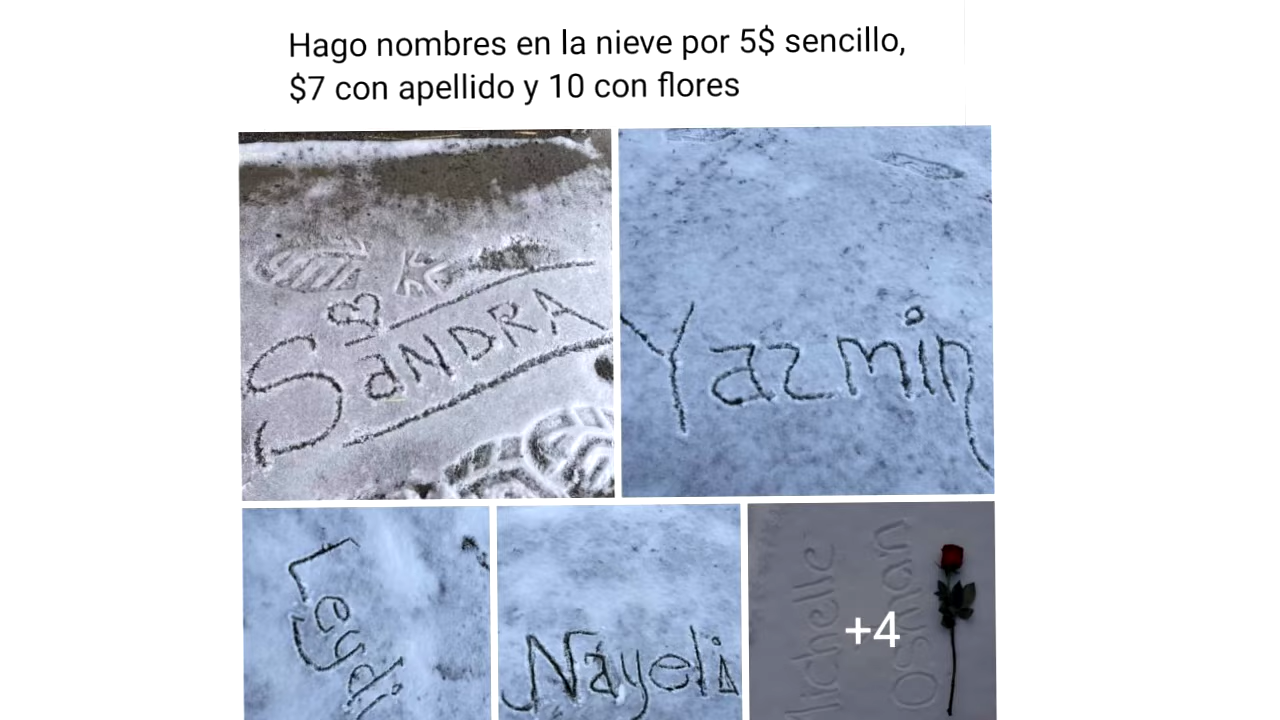 Hago nombres en la nieve por 5$ sencillo,
$7 con apellido y 10 con flores
SaNDRA
Yazmin
Leydi
Nayeli
Michelle
Osman
+4